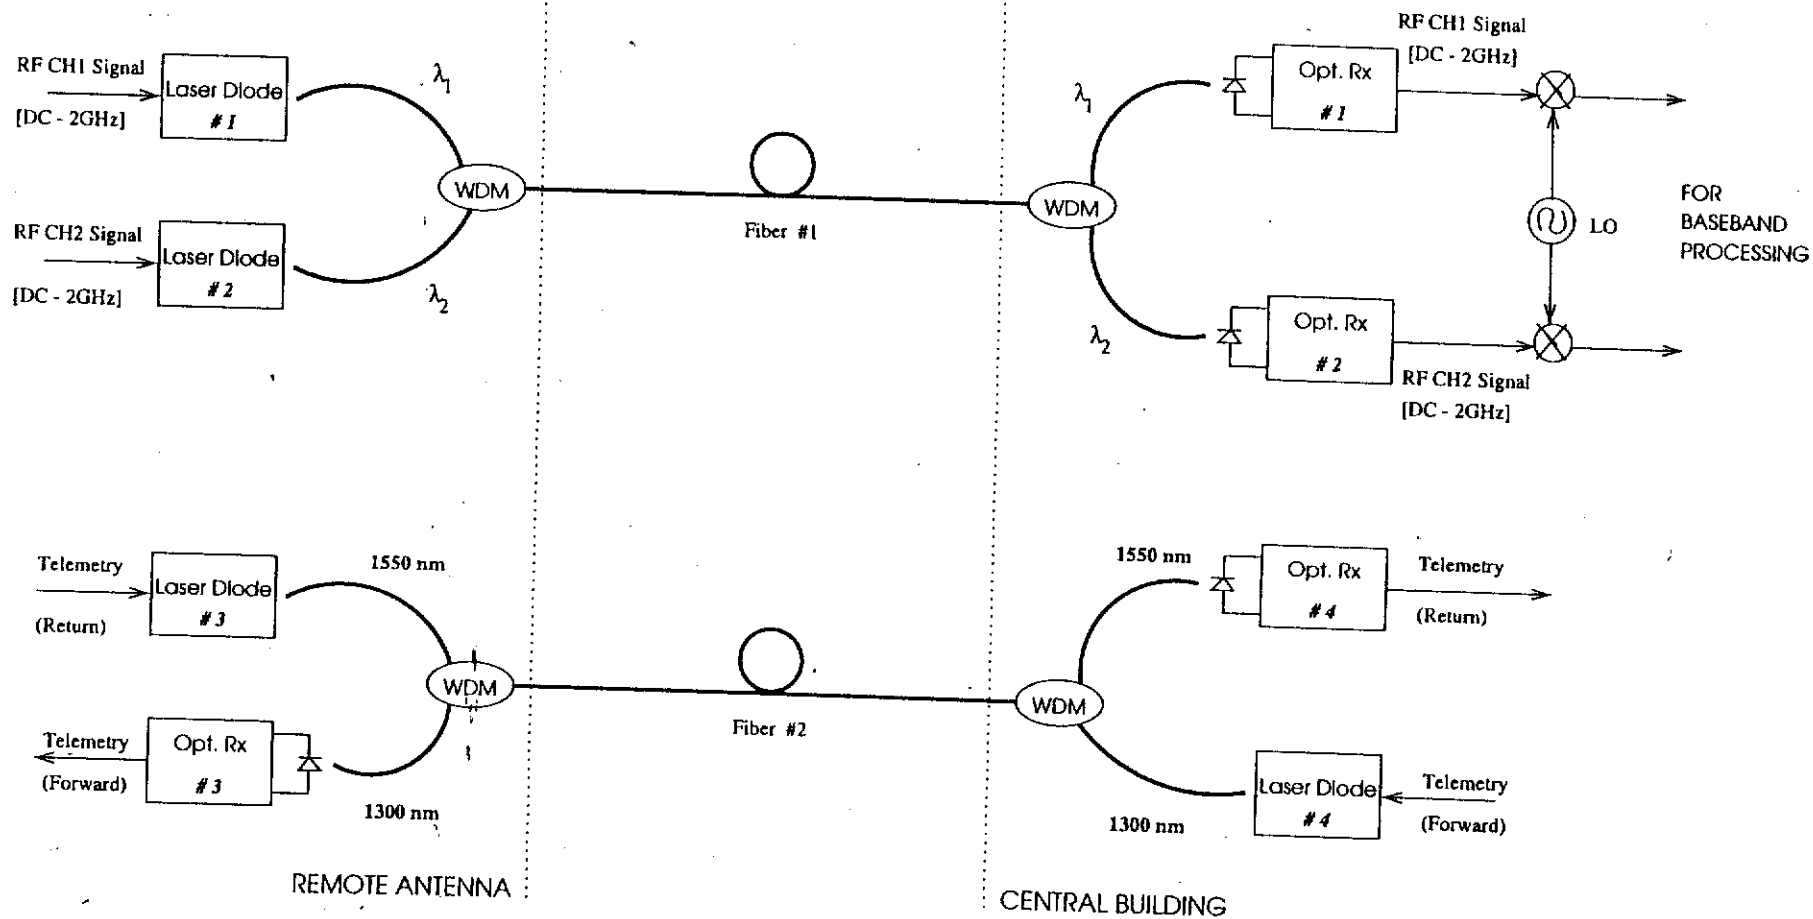 RF CH1 Signal
[DC - 2GHz]
Laser Diode
# 1
λ1
WDM
RF CH2 Signal
[DC - 2GHz]
Laser Diode
# 2
λ2
Fiber #1
WDM
λ1
Opt. Rx
# 1
RF CH1 Signal
[DC - 2GHz]
λ2
Opt. Rx
# 2
RF CH2 Signal
[DC - 2GHz]
LO
FOR
BASEBAND
PROCESSING
Telemetry
(Return)
Laser Diode
# 3
1550 nm
WDM
Telemetry
(Forward)
Opt. Rx
# 3
1300 nm
Fiber #2
WDM
1550 nm
Opt. Rx
# 4
Telemetry
(Return)
1300 nm
Laser Diode
# 4
Telemetry
(Forward)
REMOTE ANTENNA
CENTRAL BUILDING